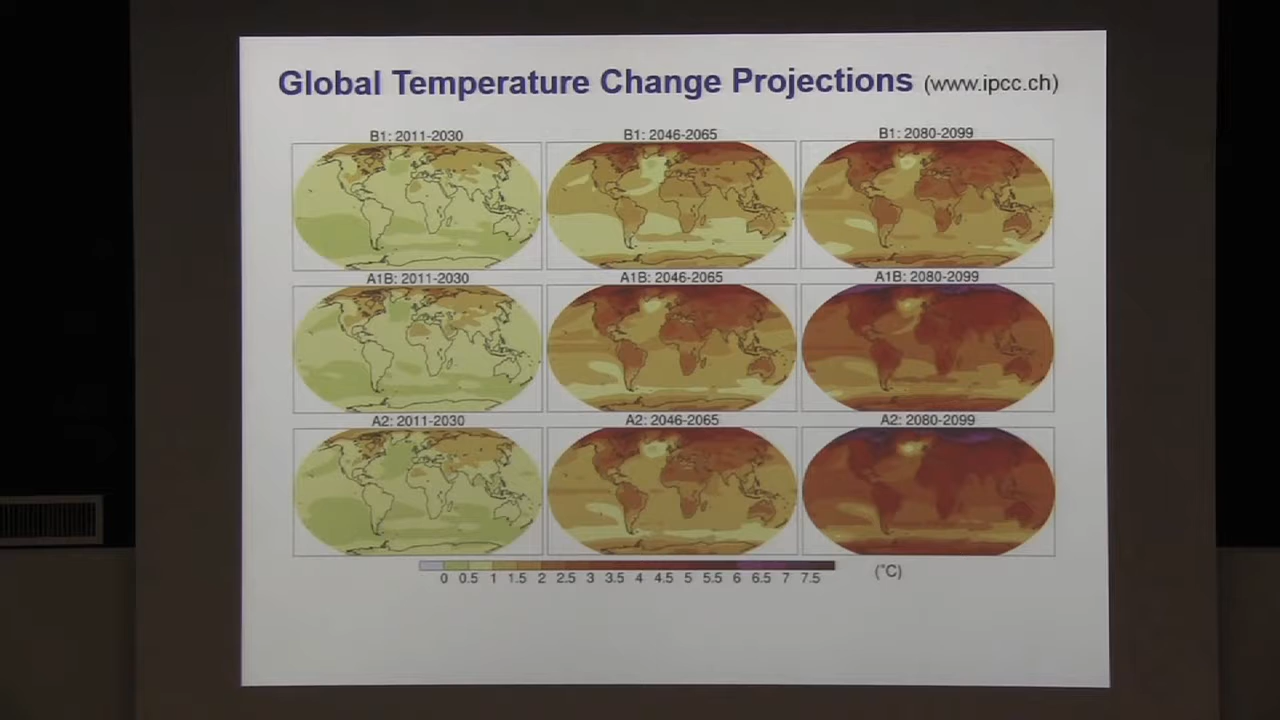 Global Temperature Change Projections (www.ipcc.ch)
B1: 2011-2030 B1: 2046-2065 B1: 2080-2099
A1B: 2011-2030 A1B: 2046-2065 A1B: 2080-2099
A2: 2011-2030 A2: 2046-2065 A2: 2080-2099
0 0.5 1 1.5 2 2.5 3 3.5 4 4.5 5 5.5 6 6.5 7 7.5 (°C)